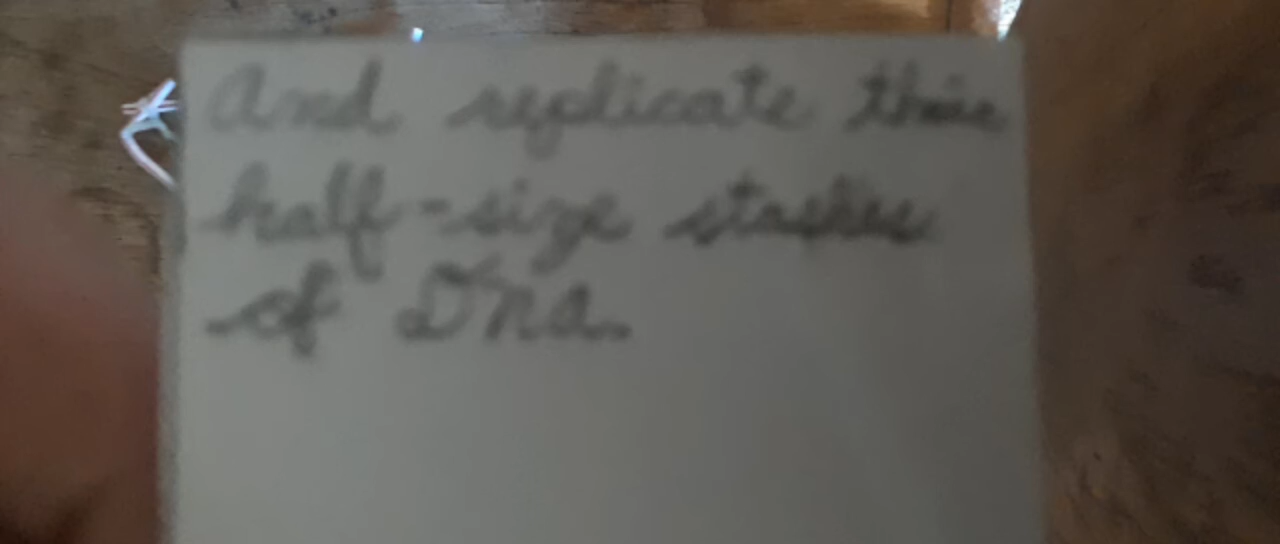 And replicate their
half-size stashes
of DNA.